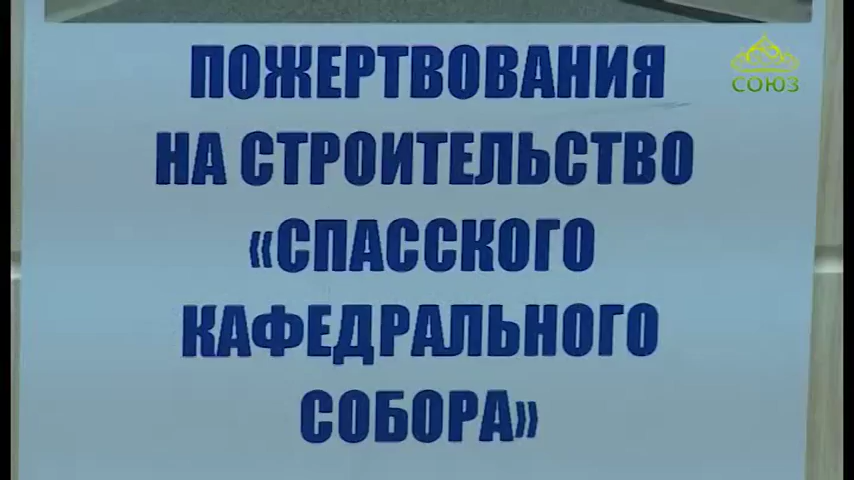 СОЮЗ
ПОЖЕРТВОВАНИЯ
НА СТРОИТЕЛЬСТВО
«СПАССКОГО
КАФЕДРАЛЬНОГО
СОБОРА»